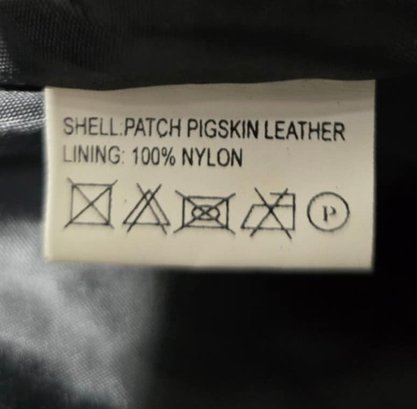 SHELL:PATCH PIGSKIN LEATHER
LINING: 100% NYLON
P